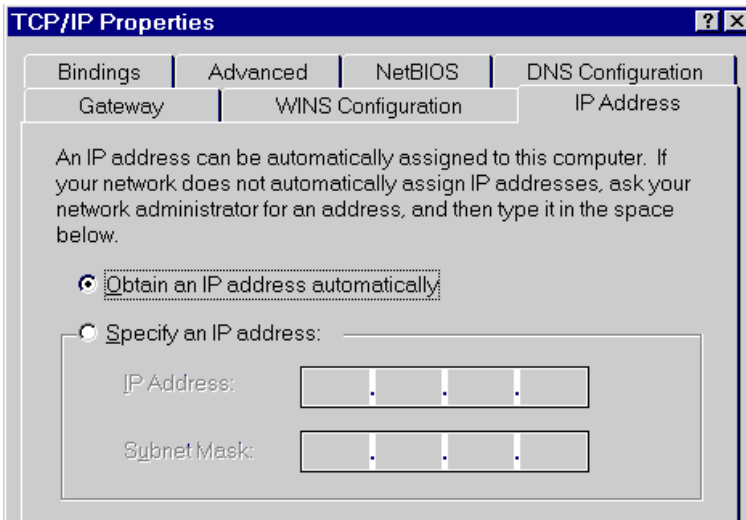 TCP/IP Properties
? ×
Bindings Advanced NetBIOS DNS Configuration
Gateway WINS Configuration IP Address
An IP address can be automatically assigned to this computer. If
your network does not automatically assign IP addresses, ask your
network administrator for an address, and then type it in the space
below.
Obtain an IP address automatically
Specify an IP address:
IP Address:
. . .
Subnet Mask:
. . .